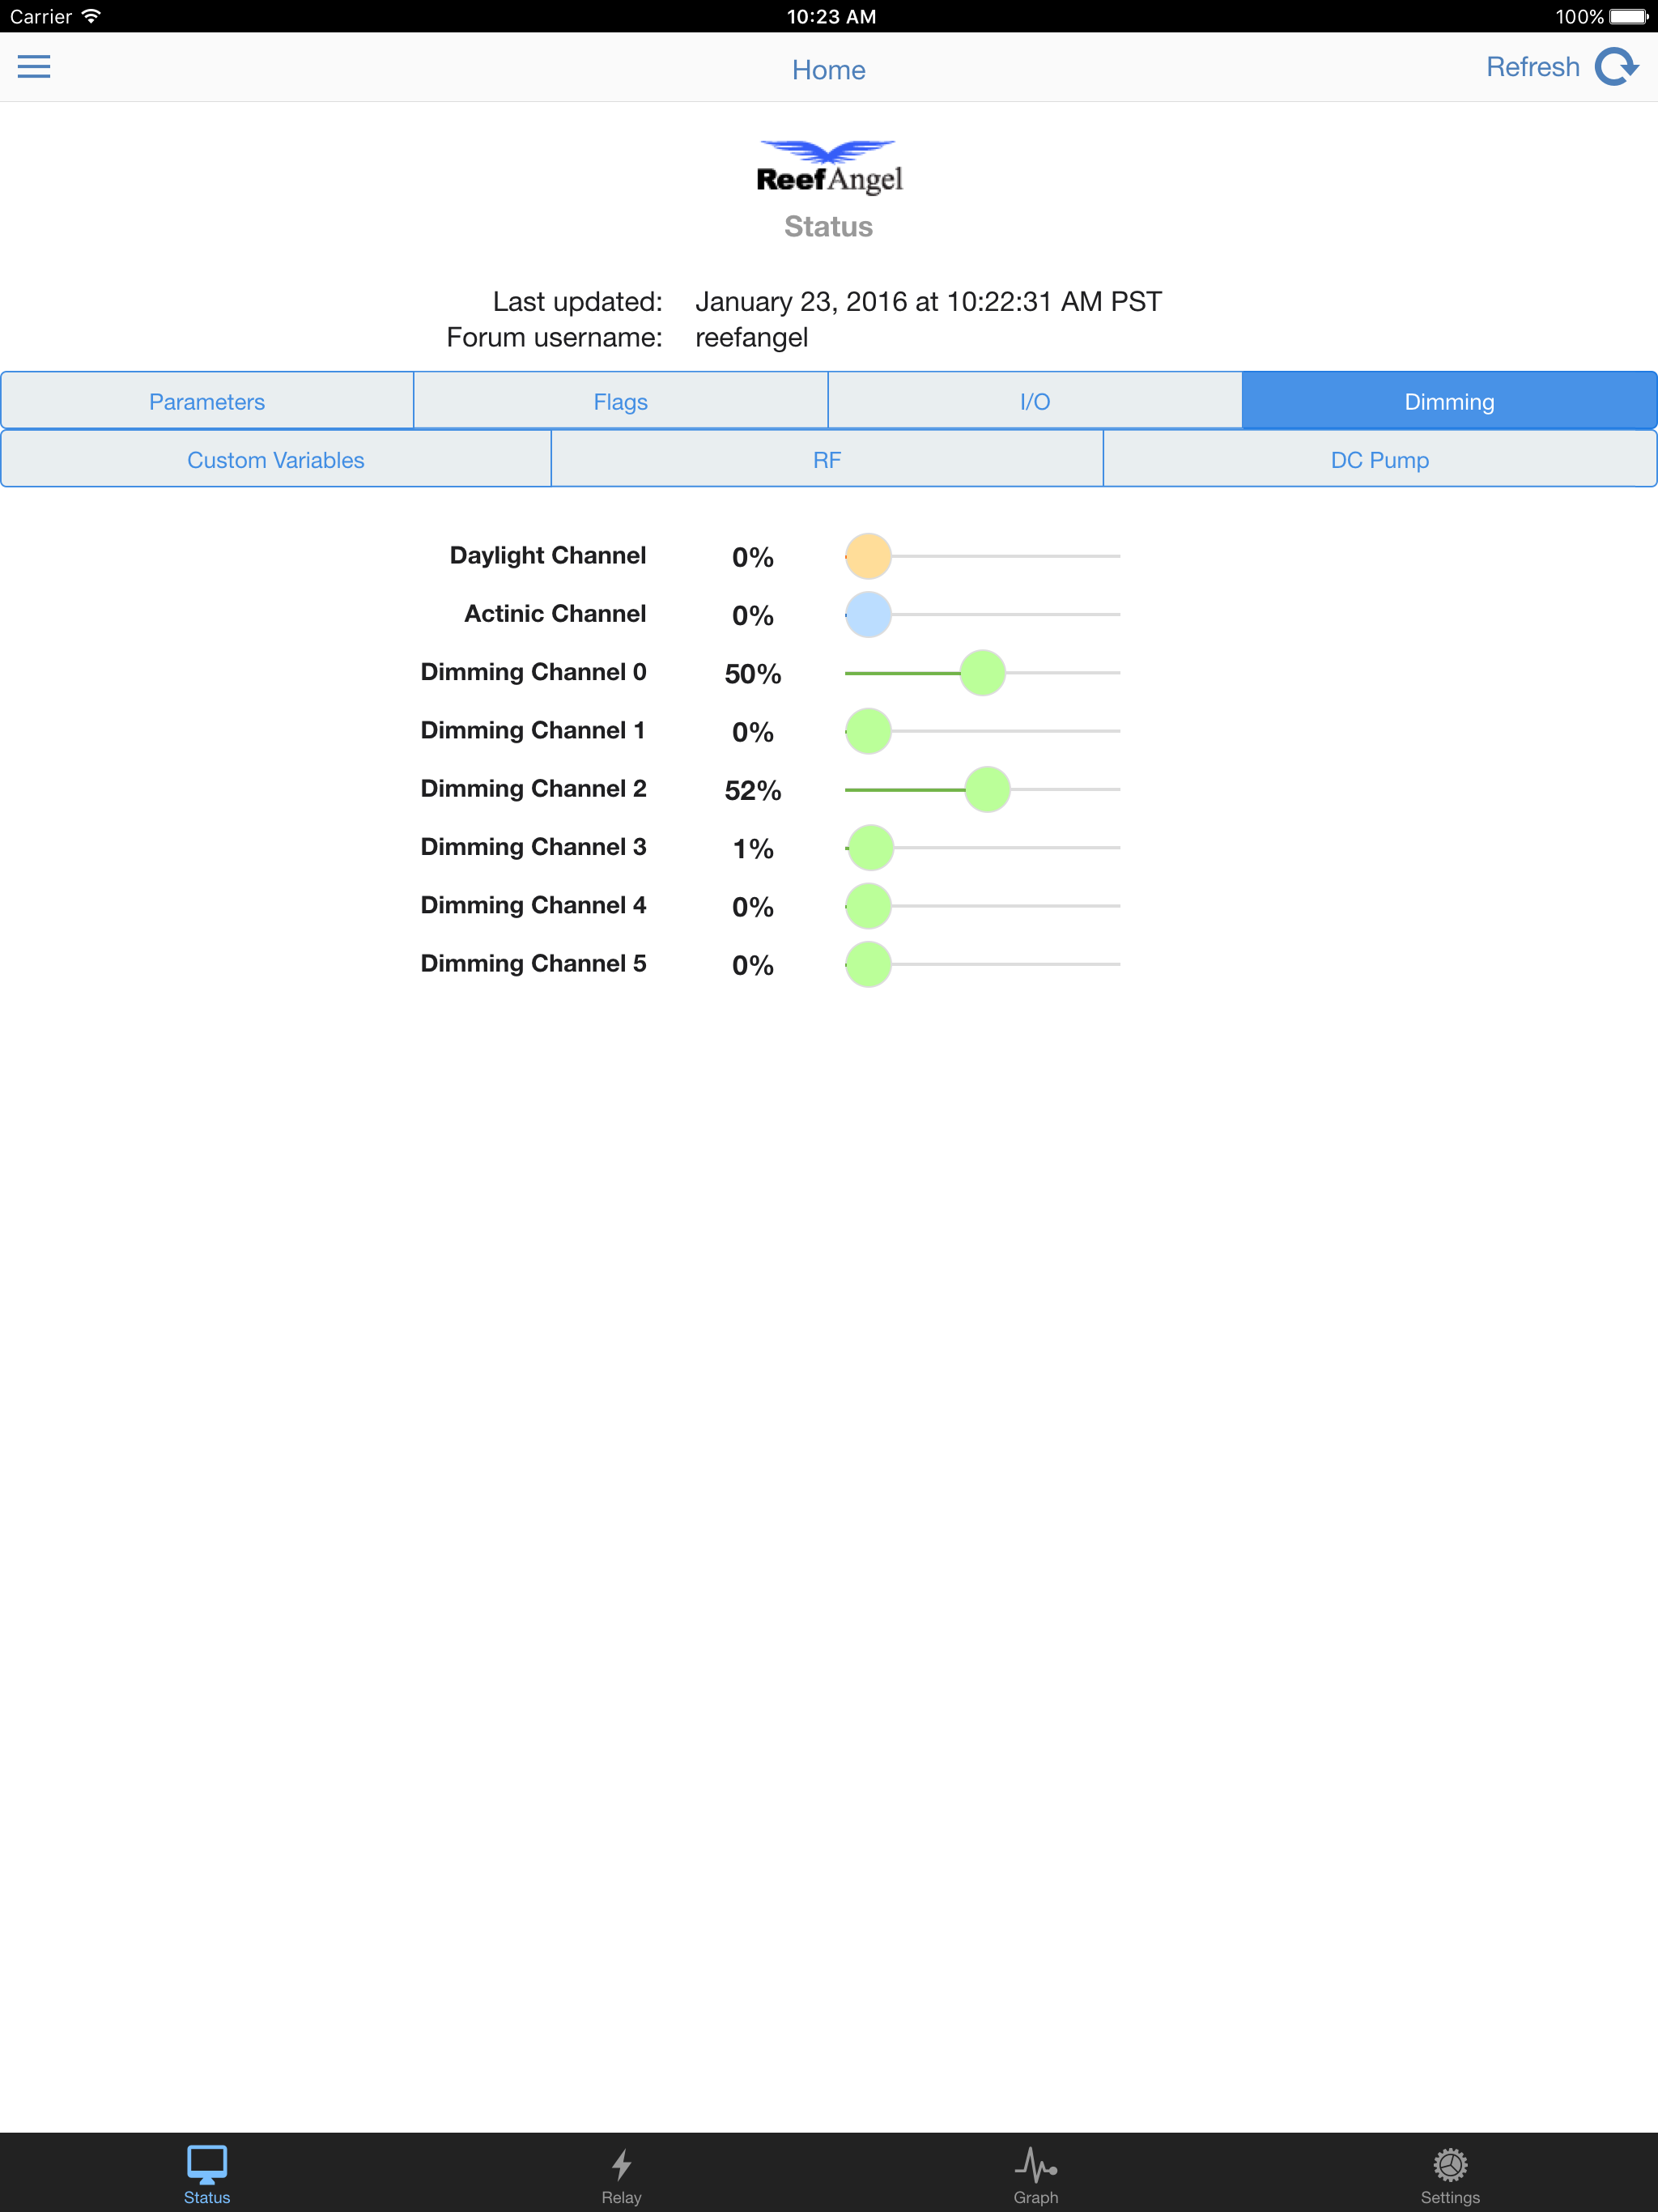 Carrier 10:23 AM 100%
Home Refresh
ReefAngel
Status
Last updated: January 23, 2016 at 10:22:31 AM PST
Forum username: reefangel
Parameters Flags I/O Dimming
Custom Variables RF DC Pump
Daylight Channel 0%
Actinic Channel 0%
Dimming Channel 0 50%
Dimming Channel 1 0%
Dimming Channel 2 52%
Dimming Channel 3 1%
Dimming Channel 4 0%
Dimming Channel 5 0%
Status Relay Graph Settings